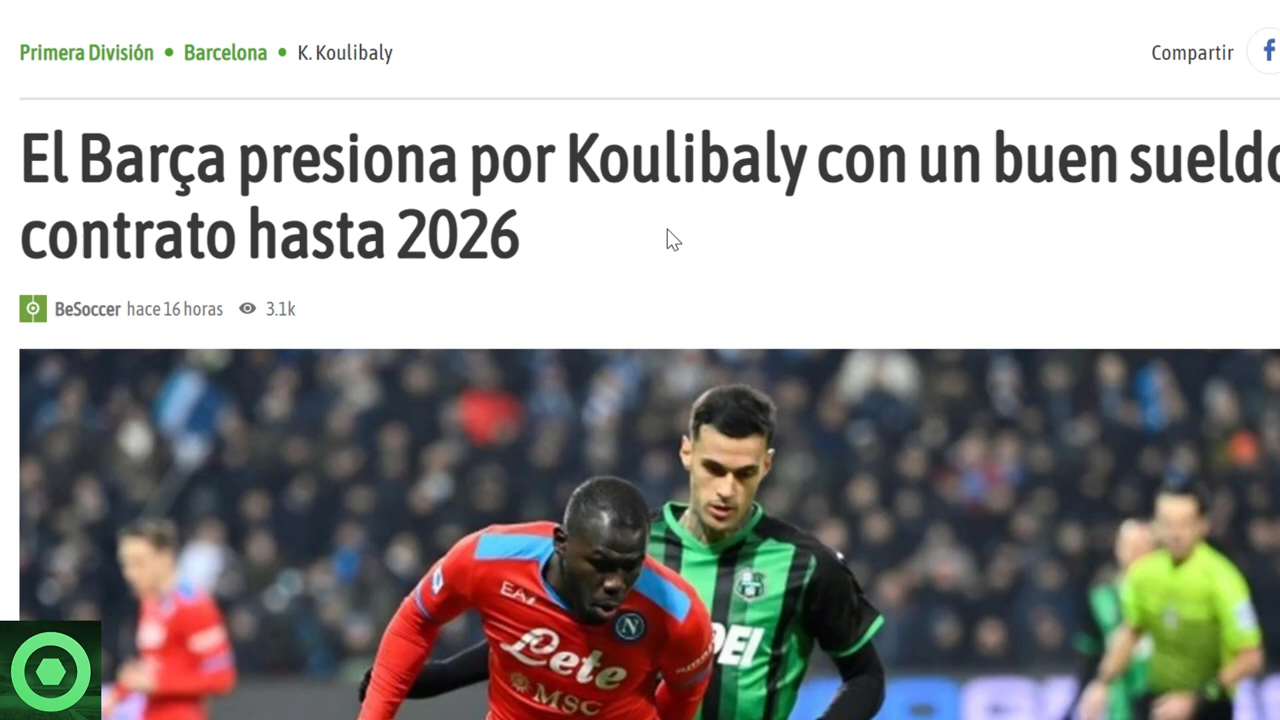 Primera División • Barcelona • K. Koulibaly
Compartir
El Barça presiona por Koulibaly con un buen sueldo
contrato hasta 2026
BeSoccer hace 16 horas 3.1k
EA7
N
Lete
MSC